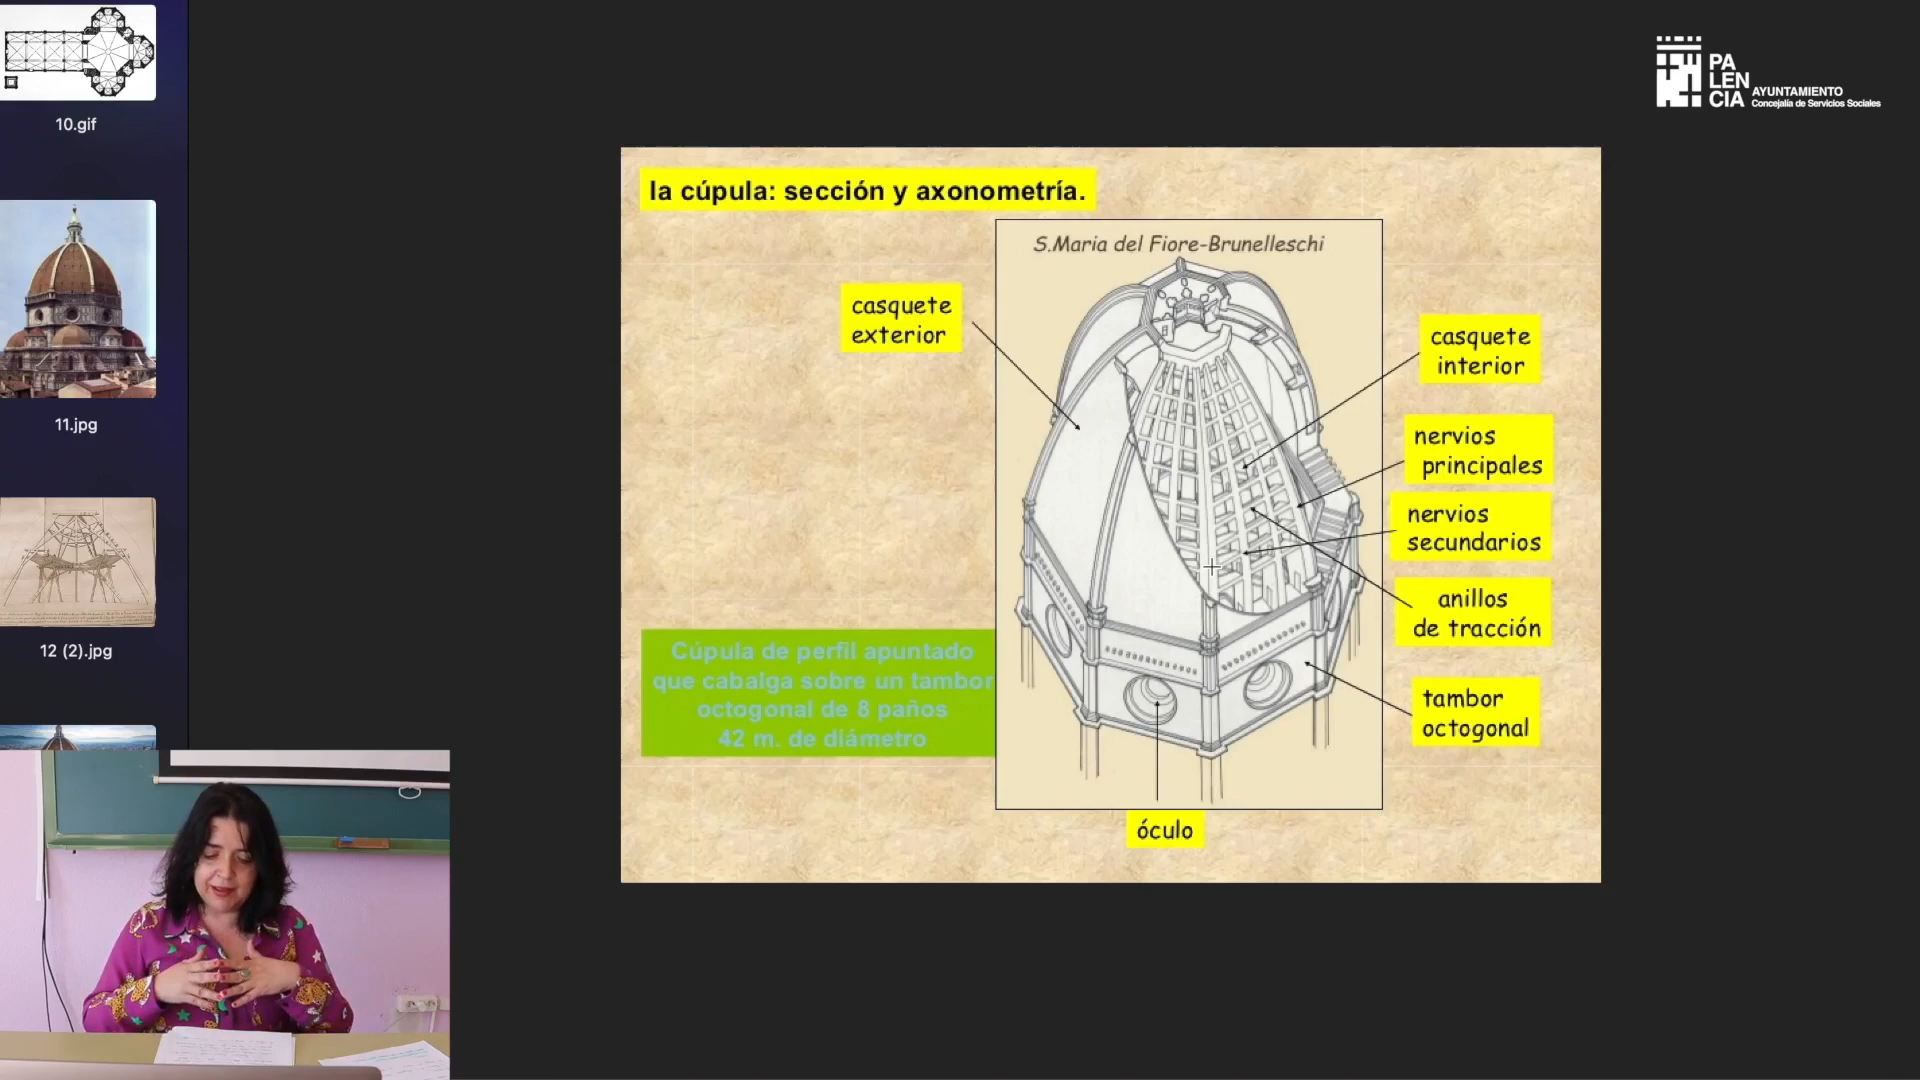 10.gif
11.jpg
12 (2).jpg
PA
LEN
CIA
AYUNTAMIENTO
Concejalía de Servicios Sociales
la cúpula: sección y axonometría.
S.Maria del Fiore-Brunelleschi
casquete
exterior
casquete
interior
nervios
principales
nervios
secundarios
anillos
de tracción
tambor
octogonal
óculo
Cúpula de perfil apuntado
que cabalga sobre un tambor
octogonal de 8 paños
42 m. de diámetro